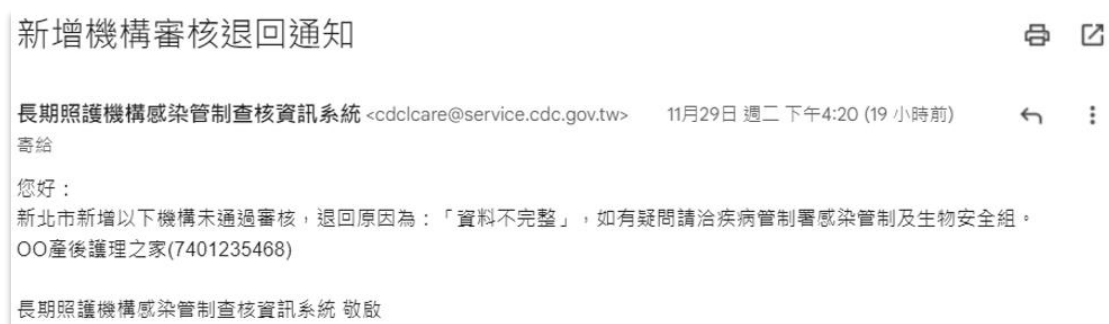 新增機構審核退回通知
長期照護機構感染管制查核資訊系統 <cdclcare@service.cdc.gov.tw> 11月29日 週二 下午4:20 (19 小時前)
寄給
您好：
新北市新增以下機構未通過審核，退回原因為：「資料不完整」，如有疑問請洽疾病管制署感染管制及生物安全組。
OO產後護理之家(7401235468)
長期照護機構感染管制查核資訊系統 敬啟